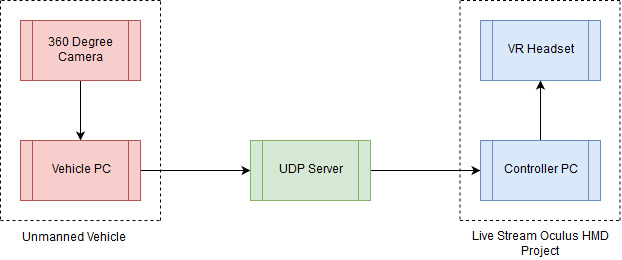 360 Degree
Camera
VR Headset
Vehicle PC
UDP Server
Controller PC
Unmanned Vehicle
Live Stream Oculus HMD
Project